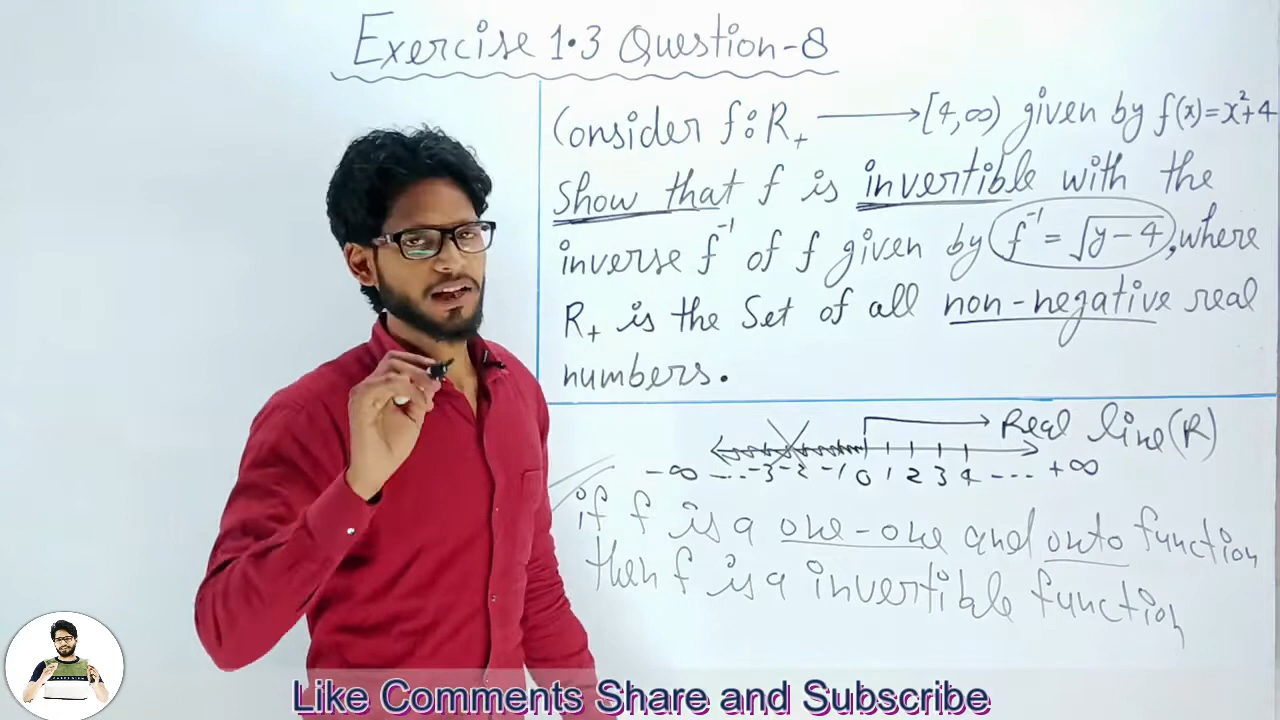 Exercise 1.3 Question-8
Consider f: R₊ ⟶ [4,∞) given by f(x)=x²+4
Show that f is invertible with the
inverse f⁻¹ of f given by f⁻¹ = √y-4, where
R₊ is the Set of all non-negative real
numbers.
Real line(R)
-∞ ... -3 -2 -1 0 1 2 3 4 ... +∞
if f is a one-one and onto function
then f is a invertible function
Like Comments Share and Subscribe